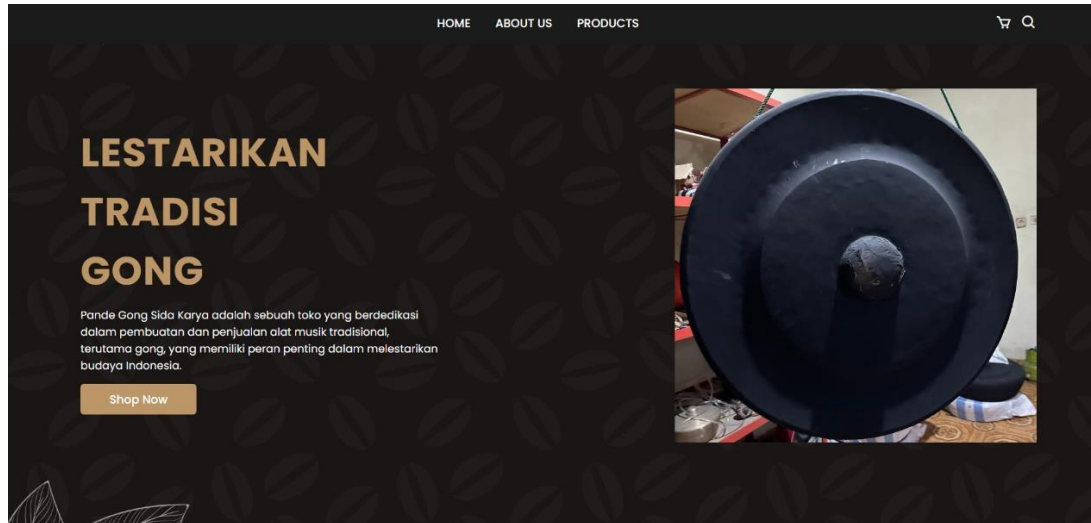 HOME ABOUT US PRODUCTS
LESTARIKAN
TRADISI
GONG
Pande Gong Sida Karya adalah sebuah toko yang berdedikasi
dalam pembuatan dan penjualan alat musik tradisional,
terutama gong, yang memiliki peran penting dalam melestarikan
budaya Indonesia.
Shop Now